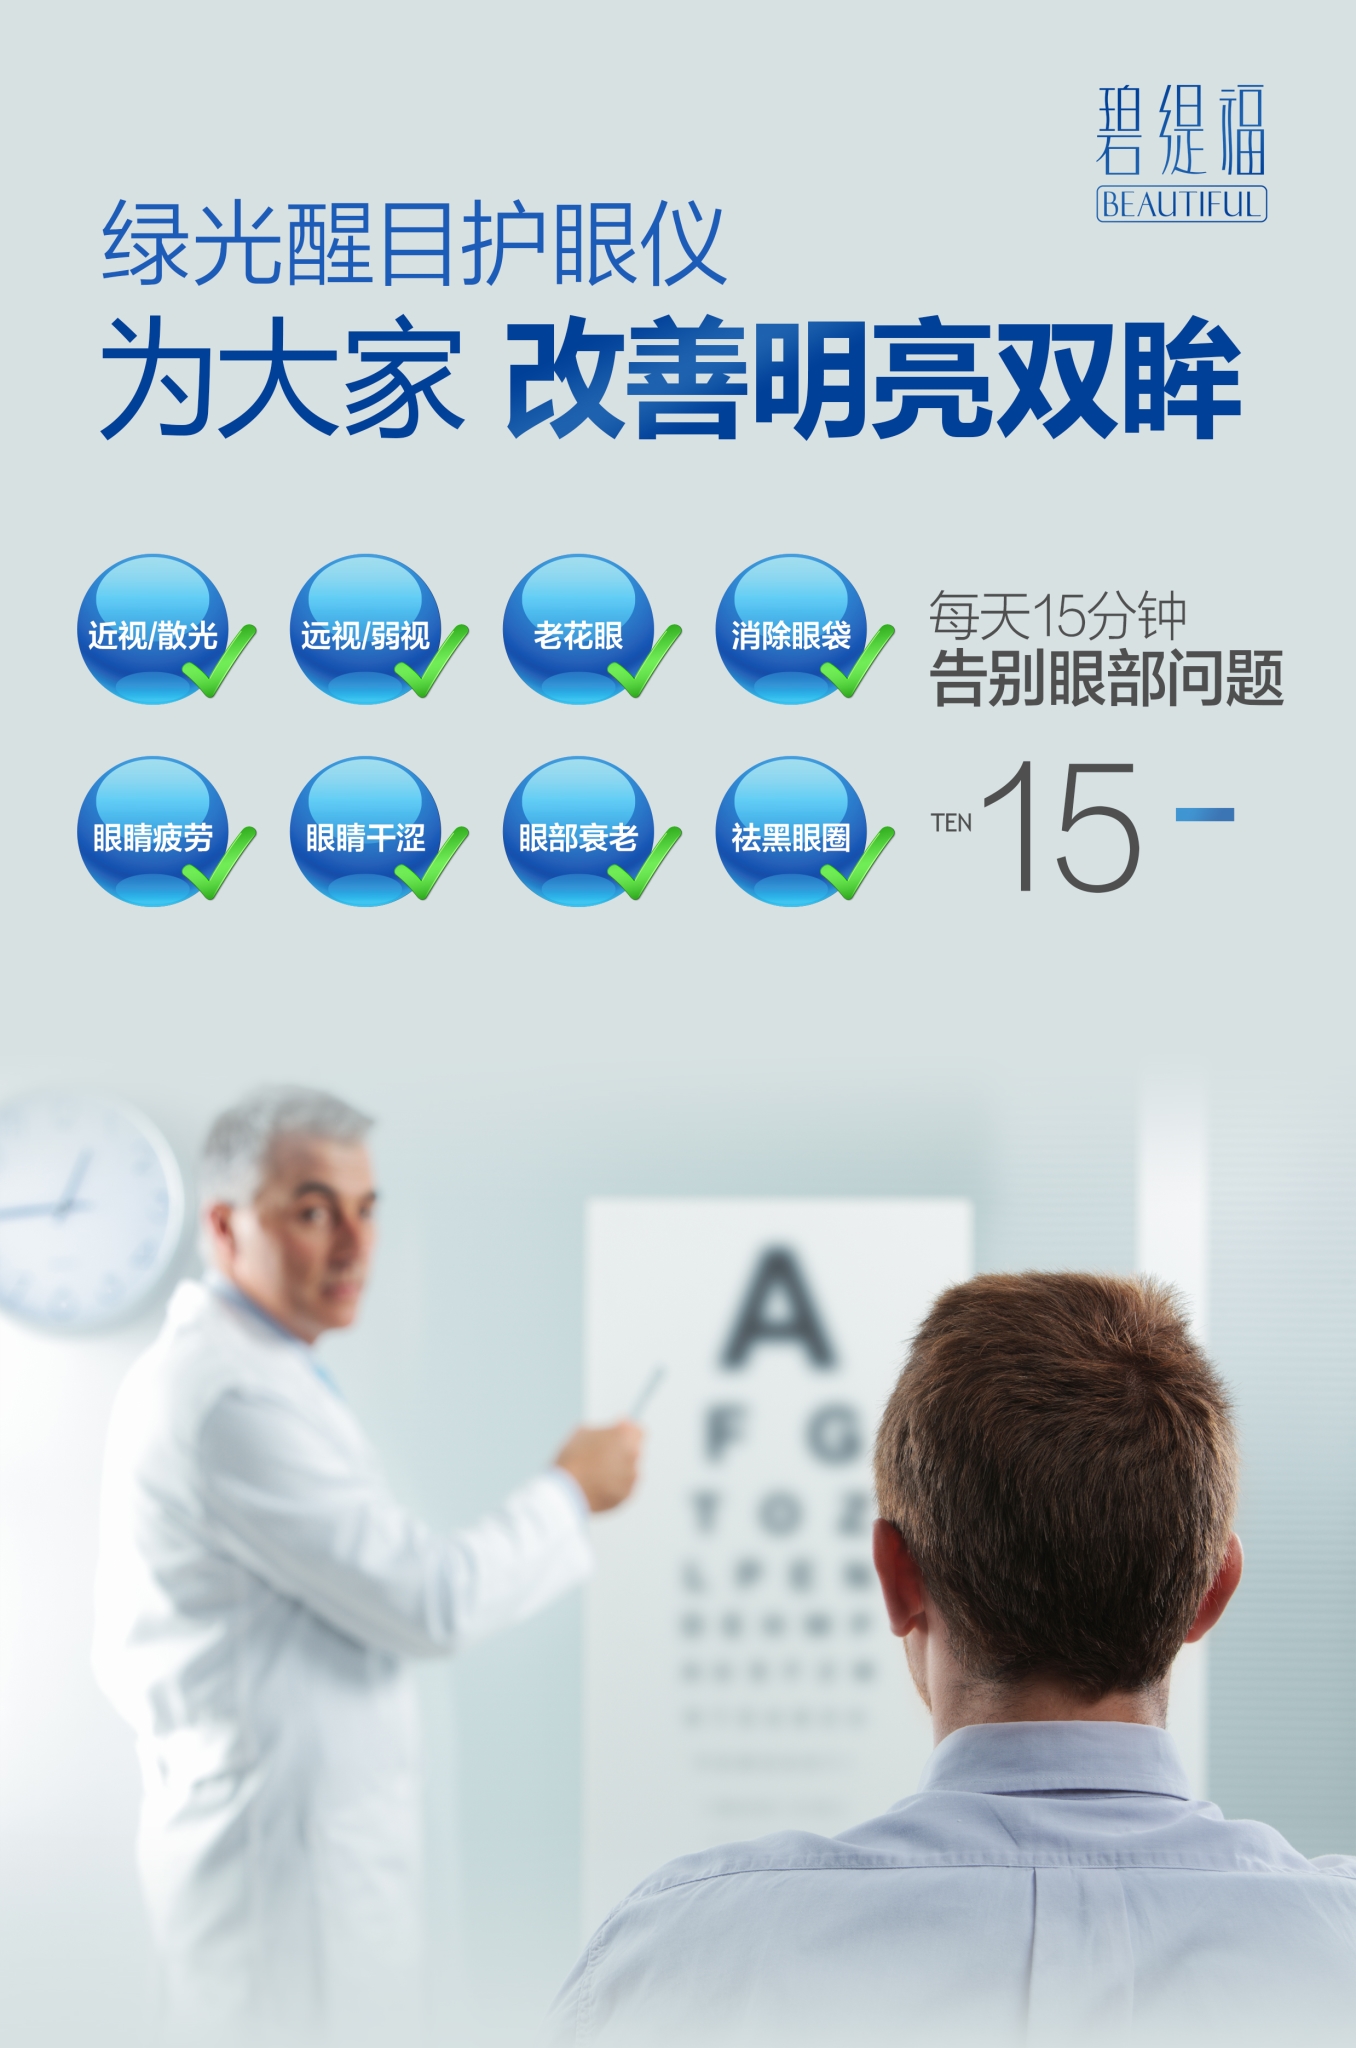 碧缇福
BEAUTIFUL
绿光醒目护眼仪
为大家 改善明亮双眸
近视/散光
远视/弱视
老花眼
消除眼袋
每天15分钟
告别眼部问题
眼睛疲劳
眼睛干涩
眼部衰老
祛黑眼圈
TEN 15
A
F G
T O Z
L P E N